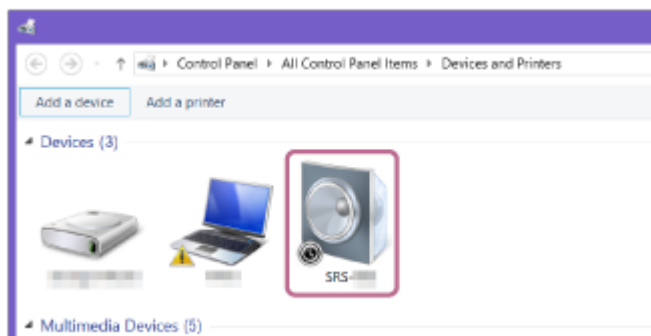 Control Panel › All Control Panel Items › Devices and Printers
Add a device Add a printer
Devices (3)
SRS-
Multimedia Devices (5)